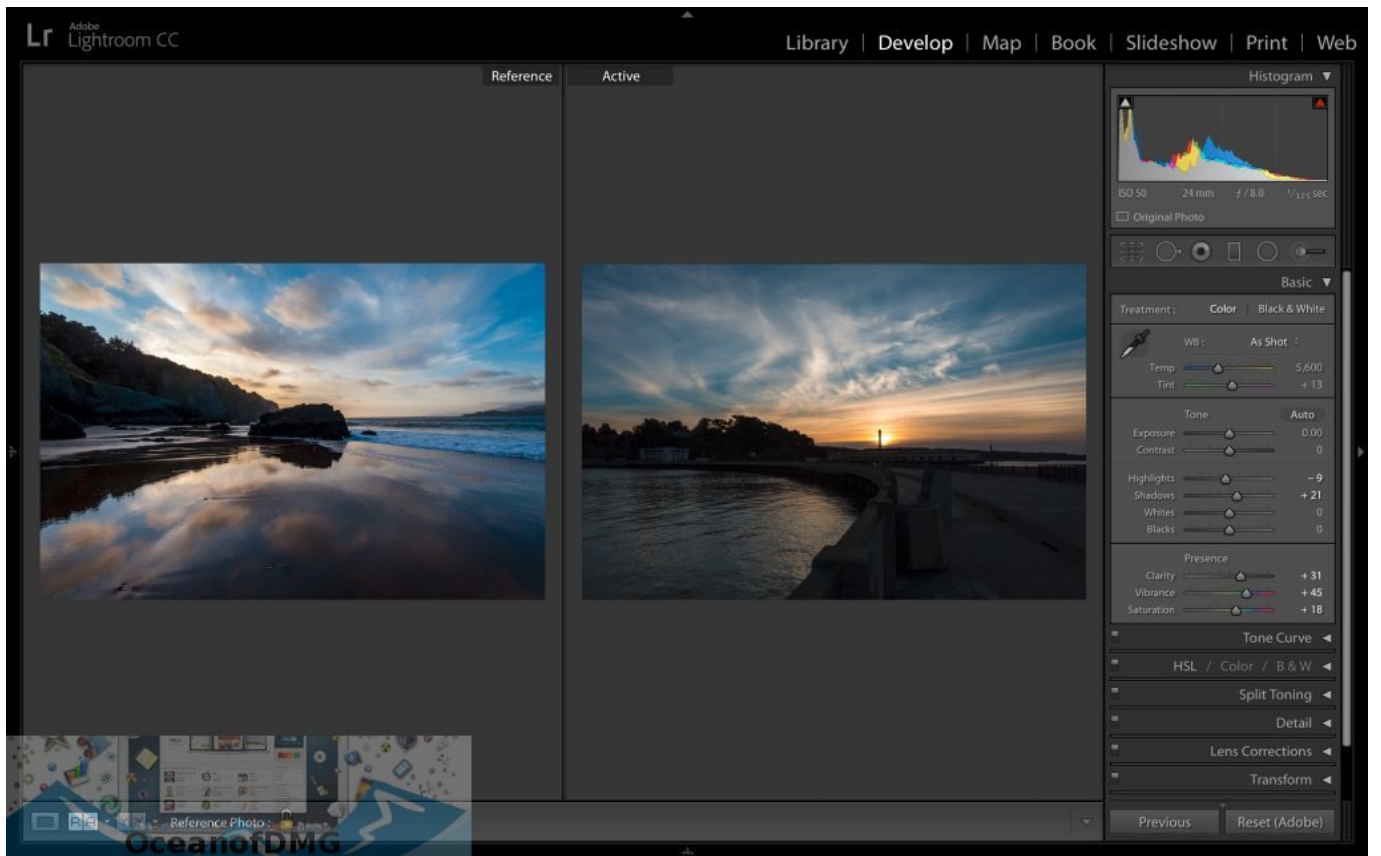 Lr Adobe
Lightroom CC
Library | Develop | Map | Book | Slideshow | Print | Web
Reference
Active
Histogram
ISO 50 24 mm ƒ / 8.0 1/125 sec
Original Photo
Basic
Treatment : Color Black & White
WB : As Shot
Temp 5,600
Tint + 13
Tone Auto
Exposure 0.00
Contrast 0
Highlights – 9
Shadows + 21
Whites 0
Blacks 0
Presence
Clarity + 31
Vibrance + 45
Saturation + 18
Tone Curve
HSL / Color / B & W
Split Toning
Detail
Lens Corrections
Transform
R A Y Y Reference Photo :
Previous Reset (Adobe)
OceanofDMG